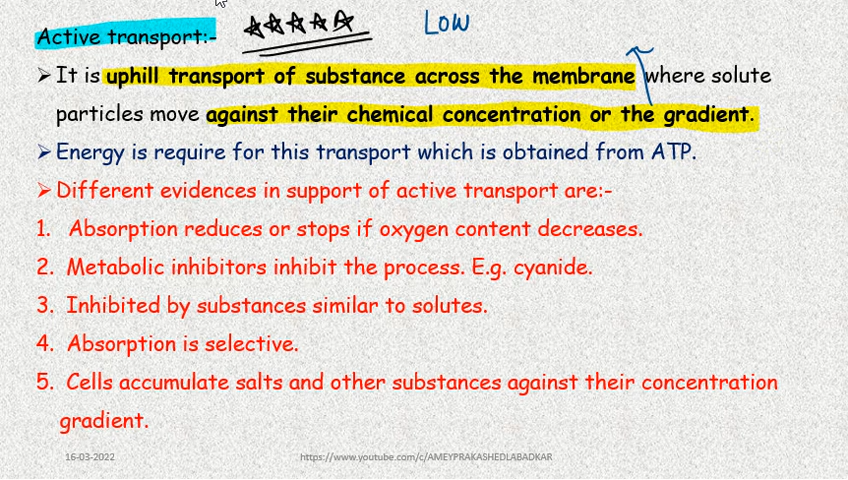 Active transport:- LOW
➢ It is uphill transport of substance across the membrane where solute
particles move against their chemical concentration or the gradient.
➢ Energy is require for this transport which is obtained from ATP.
➢ Different evidences in support of active transport are:-
1. Absorption reduces or stops if oxygen content decreases.
2. Metabolic inhibitors inhibit the process. E.g. cyanide.
3. Inhibited by substances similar to solutes.
4. Absorption is selective.
5. Cells accumulate salts and other substances against their concentration
gradient.
16-03-2022 https://www.youtube.com/c/AMEYPRAKASHEDLABADKAR